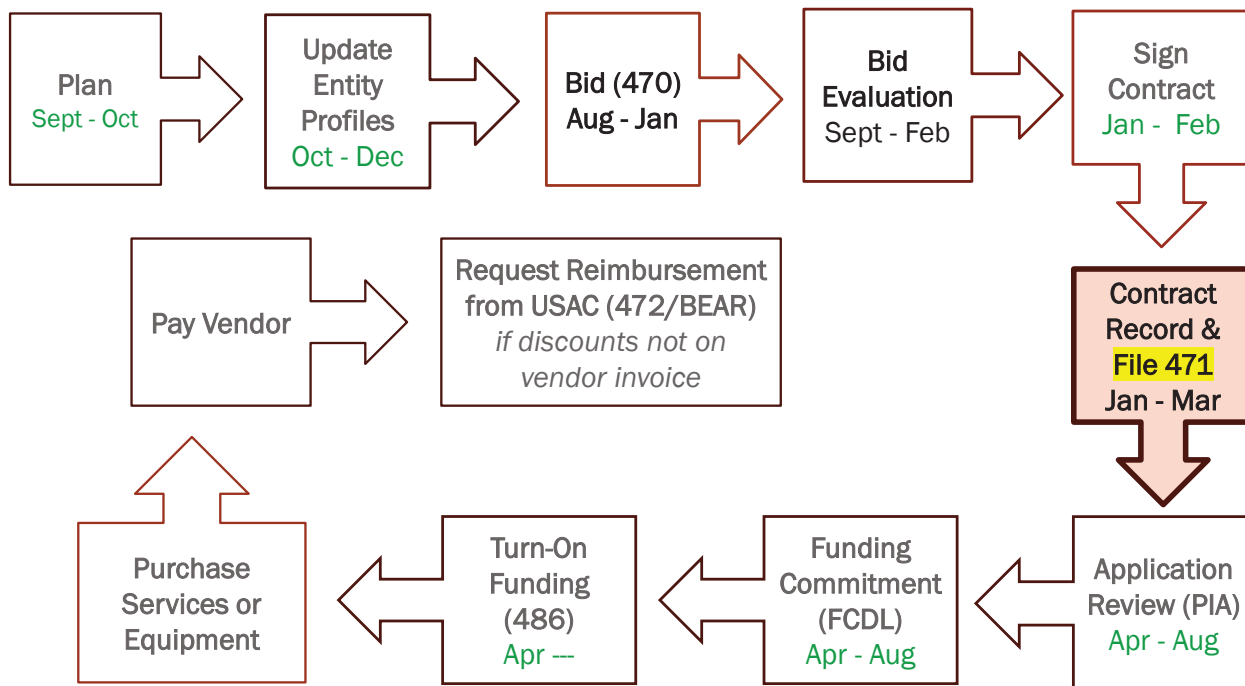 Plan
Sept - Oct
Update
Entity
Profiles
Oct - Dec
Bid (470)
Aug - Jan
Bid
Evaluation
Sept - Feb
Sign
Contract
Jan -  Feb
Contract
Record &
File 471
Jan - Mar
Application
Review (PIA)
Apr - Aug
Funding
Commitment
(FCDL)
Apr - Aug
Turn-On
Funding
(486)
Apr ---
Purchase
Services or
Equipment
Pay Vendor
Request Reimbursement
from USAC (472/BEAR)
if discounts not on
vendor invoice